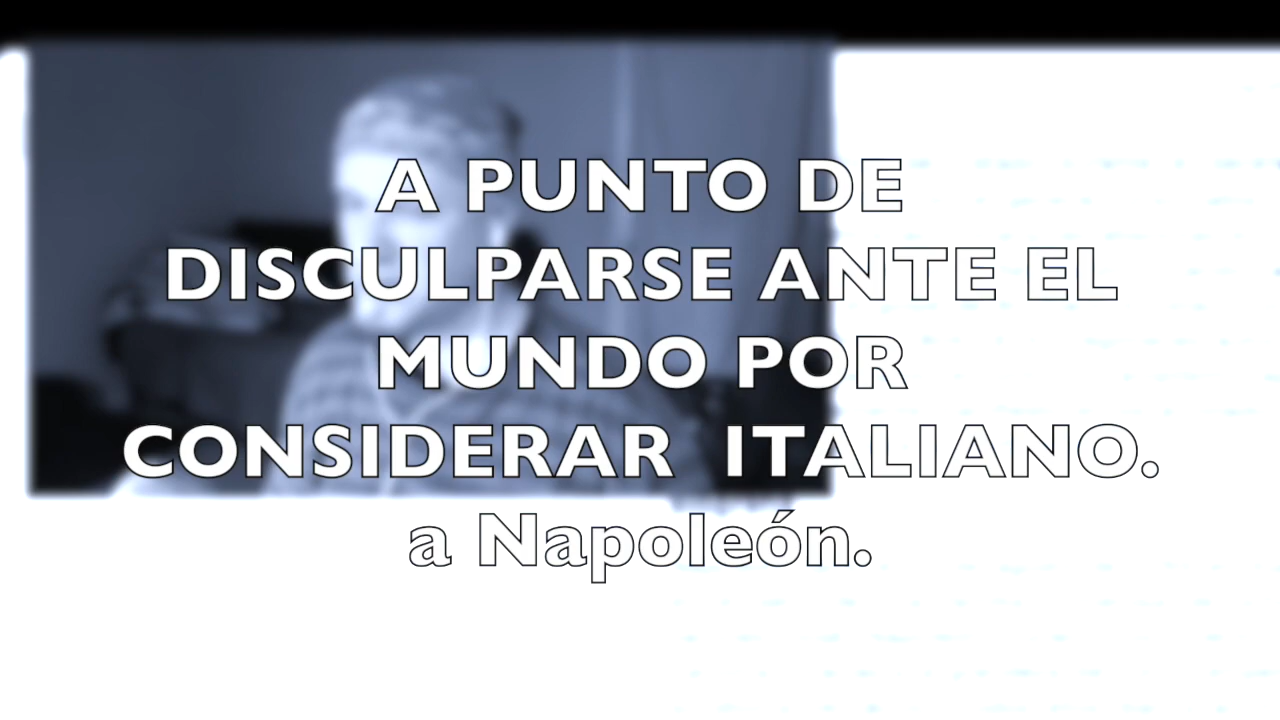 A PUNTO DE
DISCULPARSE ANTE EL
MUNDO POR
CONSIDERAR  ITALIANO.
a Napoleón.